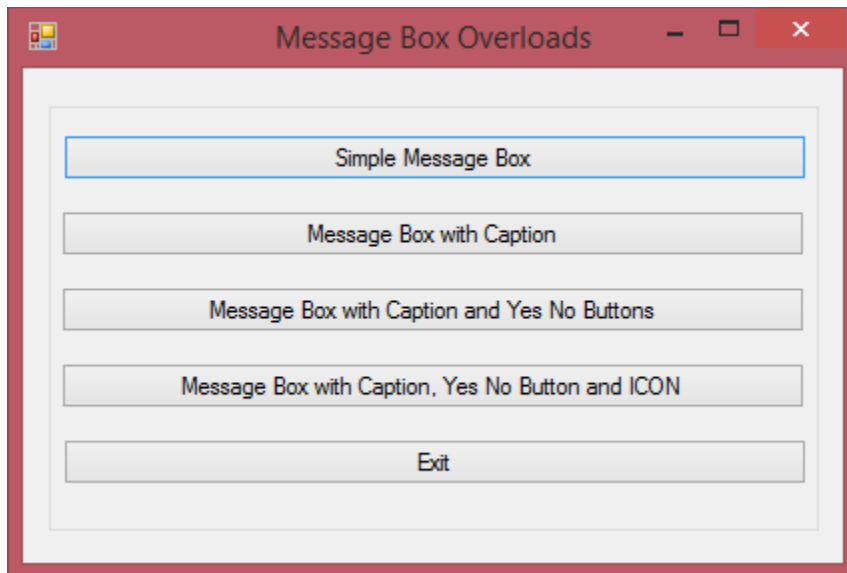 Message Box Overloads
Simple Message Box
Message Box with Caption
Message Box with Caption and Yes No Buttons
Message Box with Caption, Yes No Button and ICON
Exit